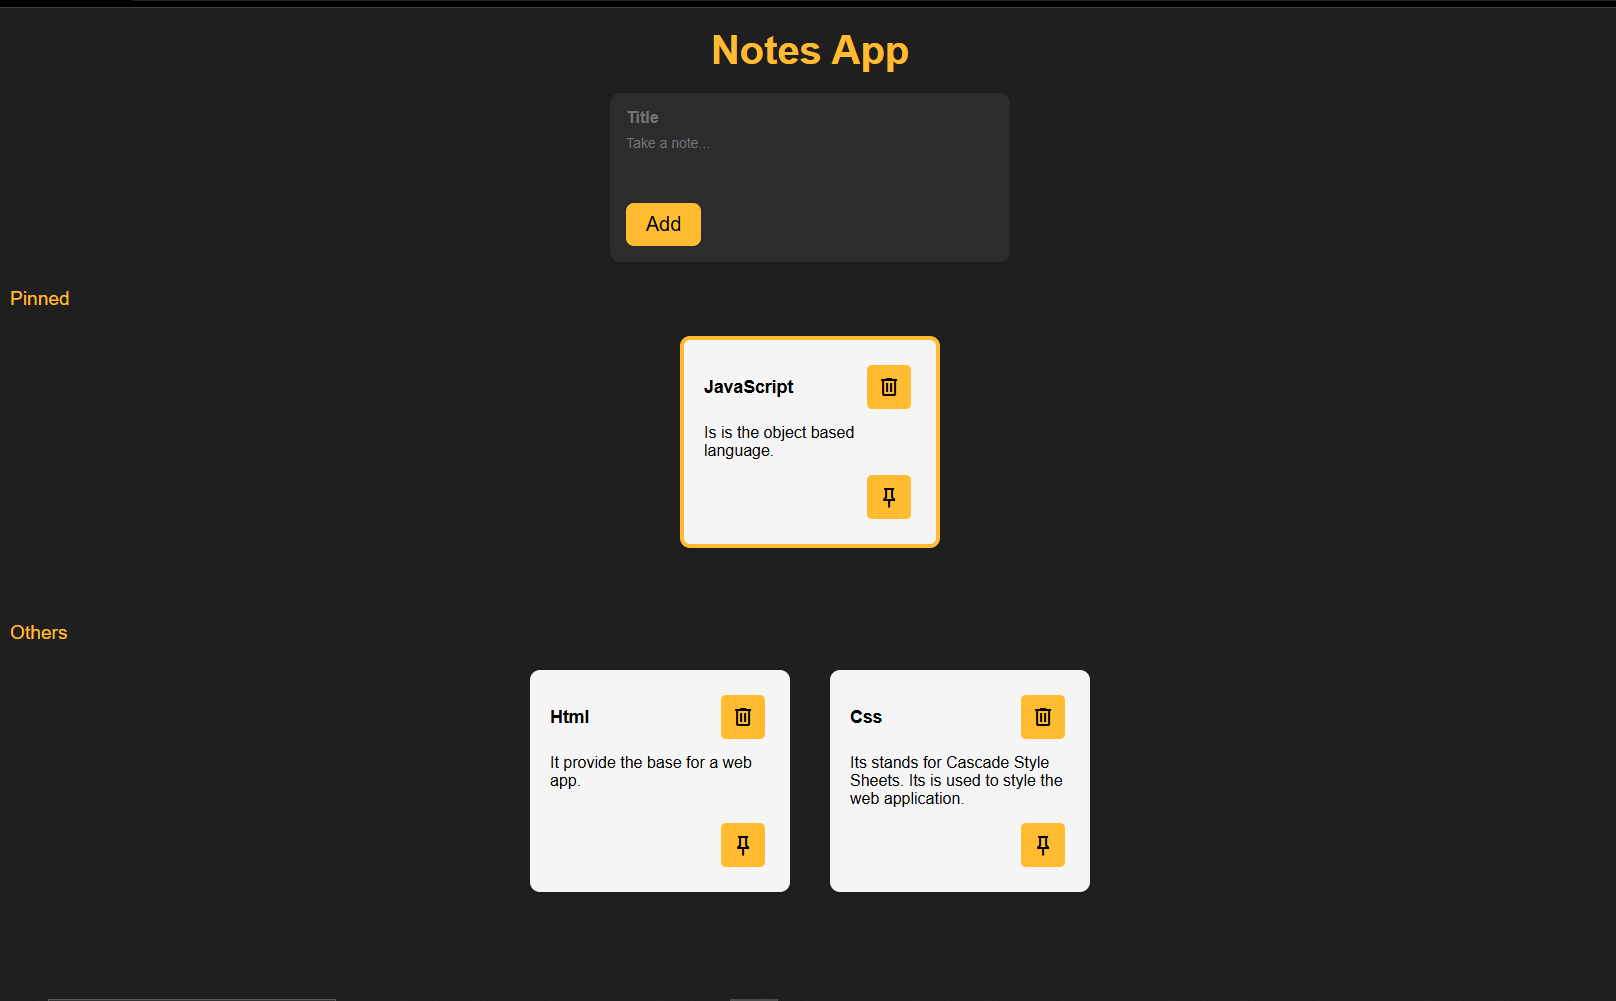 Notes App
Title
Take a note...
Add
Pinned
JavaScript
Is is the object based
language.
Others
Html
It provide the base for a web
app.
Css
Its stands for Cascade Style
Sheets. Its is used to style the
web application.